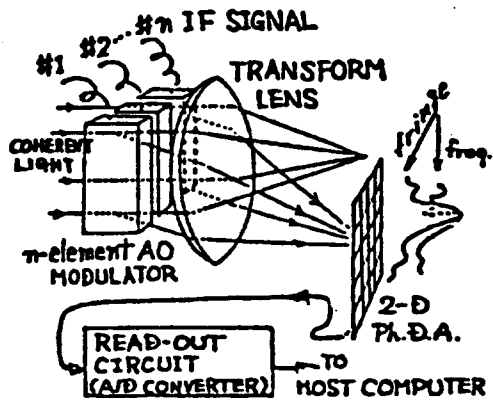 #1 #2 ... #n IF SIGNAL
TRANSFORM
LENS
COHERENT
LIGHT
pixel
freq.
n-element AO
MODULATOR
2-D
Ph.D.A.
READ-OUT
CIRCUIT
(A/D CONVERTER)
TO
HOST COMPUTER